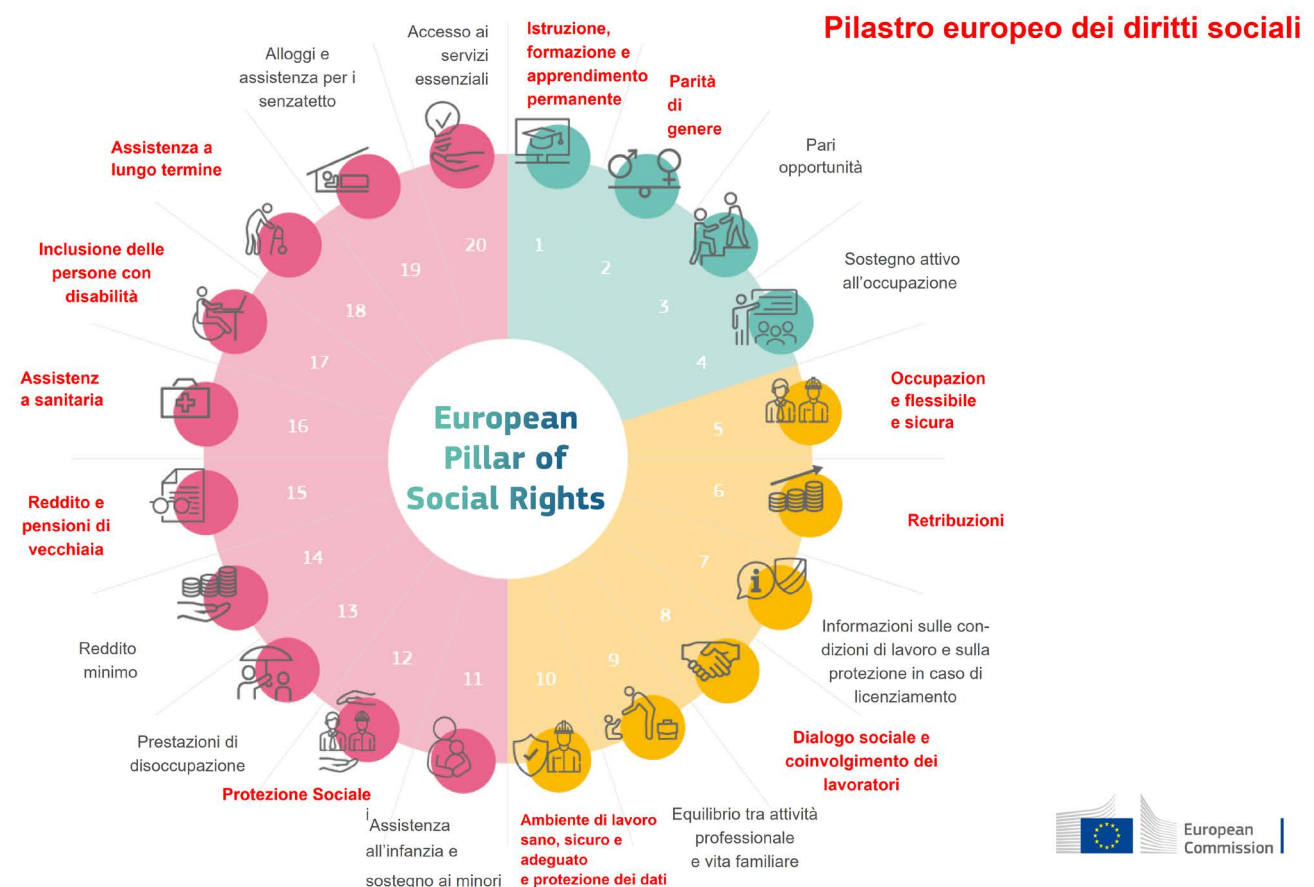 Pilastro europeo dei diritti sociali
Istruzione,
formazione e
apprendimento
permanente
Parità
di
genere
Pari
opportunità
Sostegno attivo
all'occupazione
Occupazion
e flessibile
e sicura
Retribuzioni
Informazioni sulle con-
dizioni di lavoro e sulla
protezione in caso di
licenziamento
Dialogo sociale e
coinvolgimento dei
lavoratori
Equilibrio tra attività
professionale
e vita familiare
Ambiente di lavoro
sano, sicuro e
adeguato
e protezione dei dati
i
Assistenza
all'infanzia e
sostegno ai minori
Protezione Sociale
Prestazioni di
disoccupazione
Reddito
minimo
Reddito e
pensioni di
vecchiaia
Assistenz
a sanitaria
Inclusione delle
persone con
disabilità
Assistenza a
lungo termine
Alloggi e
assistenza per i
senzatetto
Accesso ai
servizi
essenziali
1
2
3
4
5
6
7
8
9
10
11
12
13
14
15
16
17
18
19
20
i
European
Pillar of
Social Rights
European
Commission